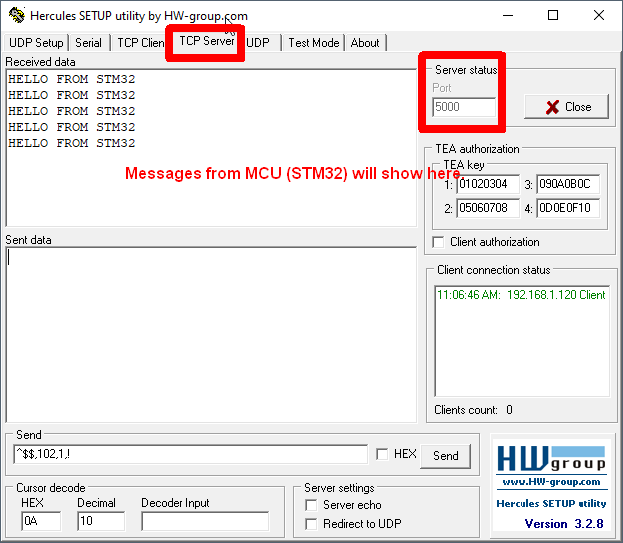 Hercules SETUP utility by HW-group.com
UDP Setup Serial TCP Clien TCP Server UDP Test Mode About
Received data
HELLO FROM STM32
HELLO FROM STM32
HELLO FROM STM32
HELLO FROM STM32
HELLO FROM STM32
Messages from MCU (STM32) will show here.
Sent data
Server status
Port
5000
Close
TEA authorization
TEA key
1: 01020304 3: 090A0B0C
2: 05060708 4: 0D0E0F10
Client authorization
Client connection status
11:06:46 AM: 192.168.1.120 Client
Clients count: 0
Send
^$$,102,1,!
HEX
Send
Cursor decode
HEX Decimal Decoder Input
0A 10
Server settings
Server echo
Redirect to UDP
HW group
www.HW-group.com
Hercules SETUP utility
Version 3.2.8